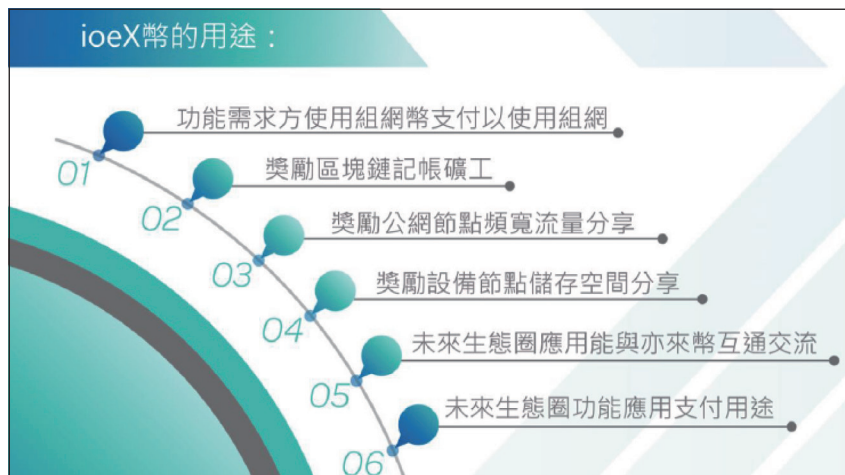 ioeX幣的用途：
01 功能需求方使用組網幣支付以使用組網
02 獎勵區塊鏈記帳礦工
03 獎勵公網節點頻寬流量分享
04 獎勵設備節點儲存空間分享
05 未來生態圈應用能與亦來幣互通交流
06 未來生態圈功能應用支付用途